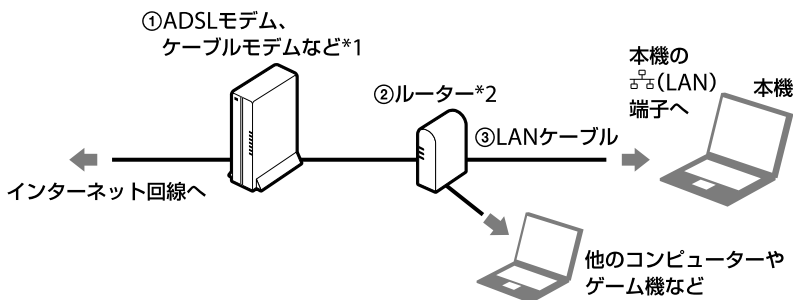 ①ADSLモデム、
ケーブルモデムなど*1
②ルーター*2
③LANケーブル
本機の
(LAN)
端子へ
本機
インターネット回線へ
他のコンピューターや
ゲーム機など